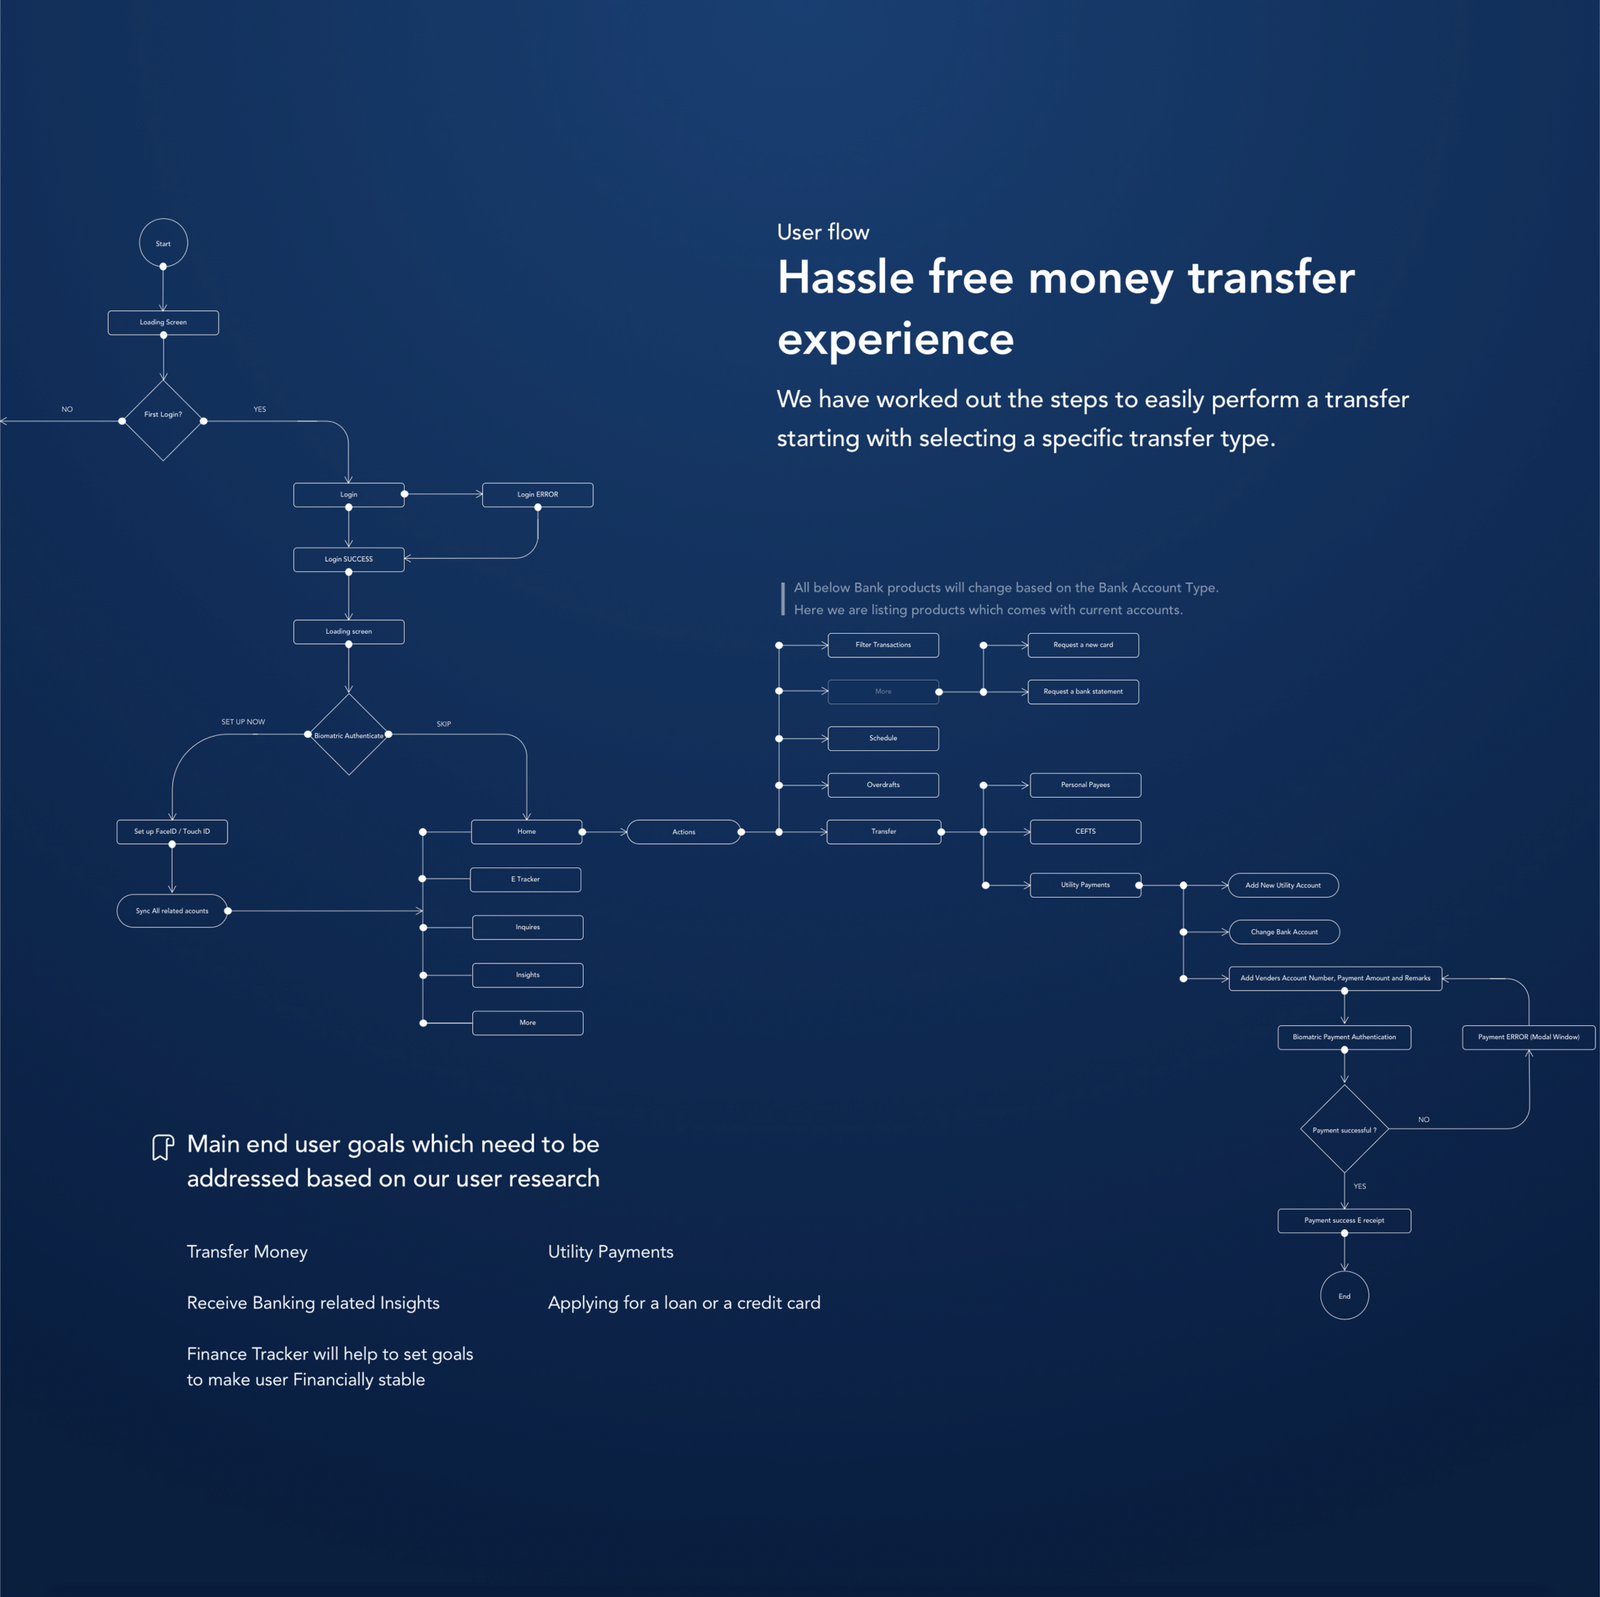 Start
Loading Screen
First Login?
NO
YES
Login
Login ERROR
Login SUCCESS
Loading screen
Biomatric Authenticate
SET UP NOW
SKIP
Set up FaceID / Touch ID
Sync All related acounts
Home
E Tracker
Inquires
Insights
More
Actions
User flow
Hassle free money transfer
experience
We have worked out the steps to easily perform a transfer
starting with selecting a specific transfer type.
All below Bank products will change based on the Bank Account Type.
Here we are listing products which comes with current accounts.
Filter Transactions
More
Schedule
Overdrafts
Transfer
Request a new card
Request a bank statement
Personal Payees
CEFTS
Utility Payments
Add New Utility Account
Change Bank Account
Add Venders Account Number, Payment Amount and Remarks
Biomatric Payment Authentication
Payment ERROR (Modal Window)
Payment successful ?
NO
YES
Payment success E receipt
End
Main end user goals which need to be
addressed based on our user research
Transfer Money
Receive Banking related Insights
Finance Tracker will help to set goals
to make user Financially stable
Utility Payments
Applying for a loan or a credit card